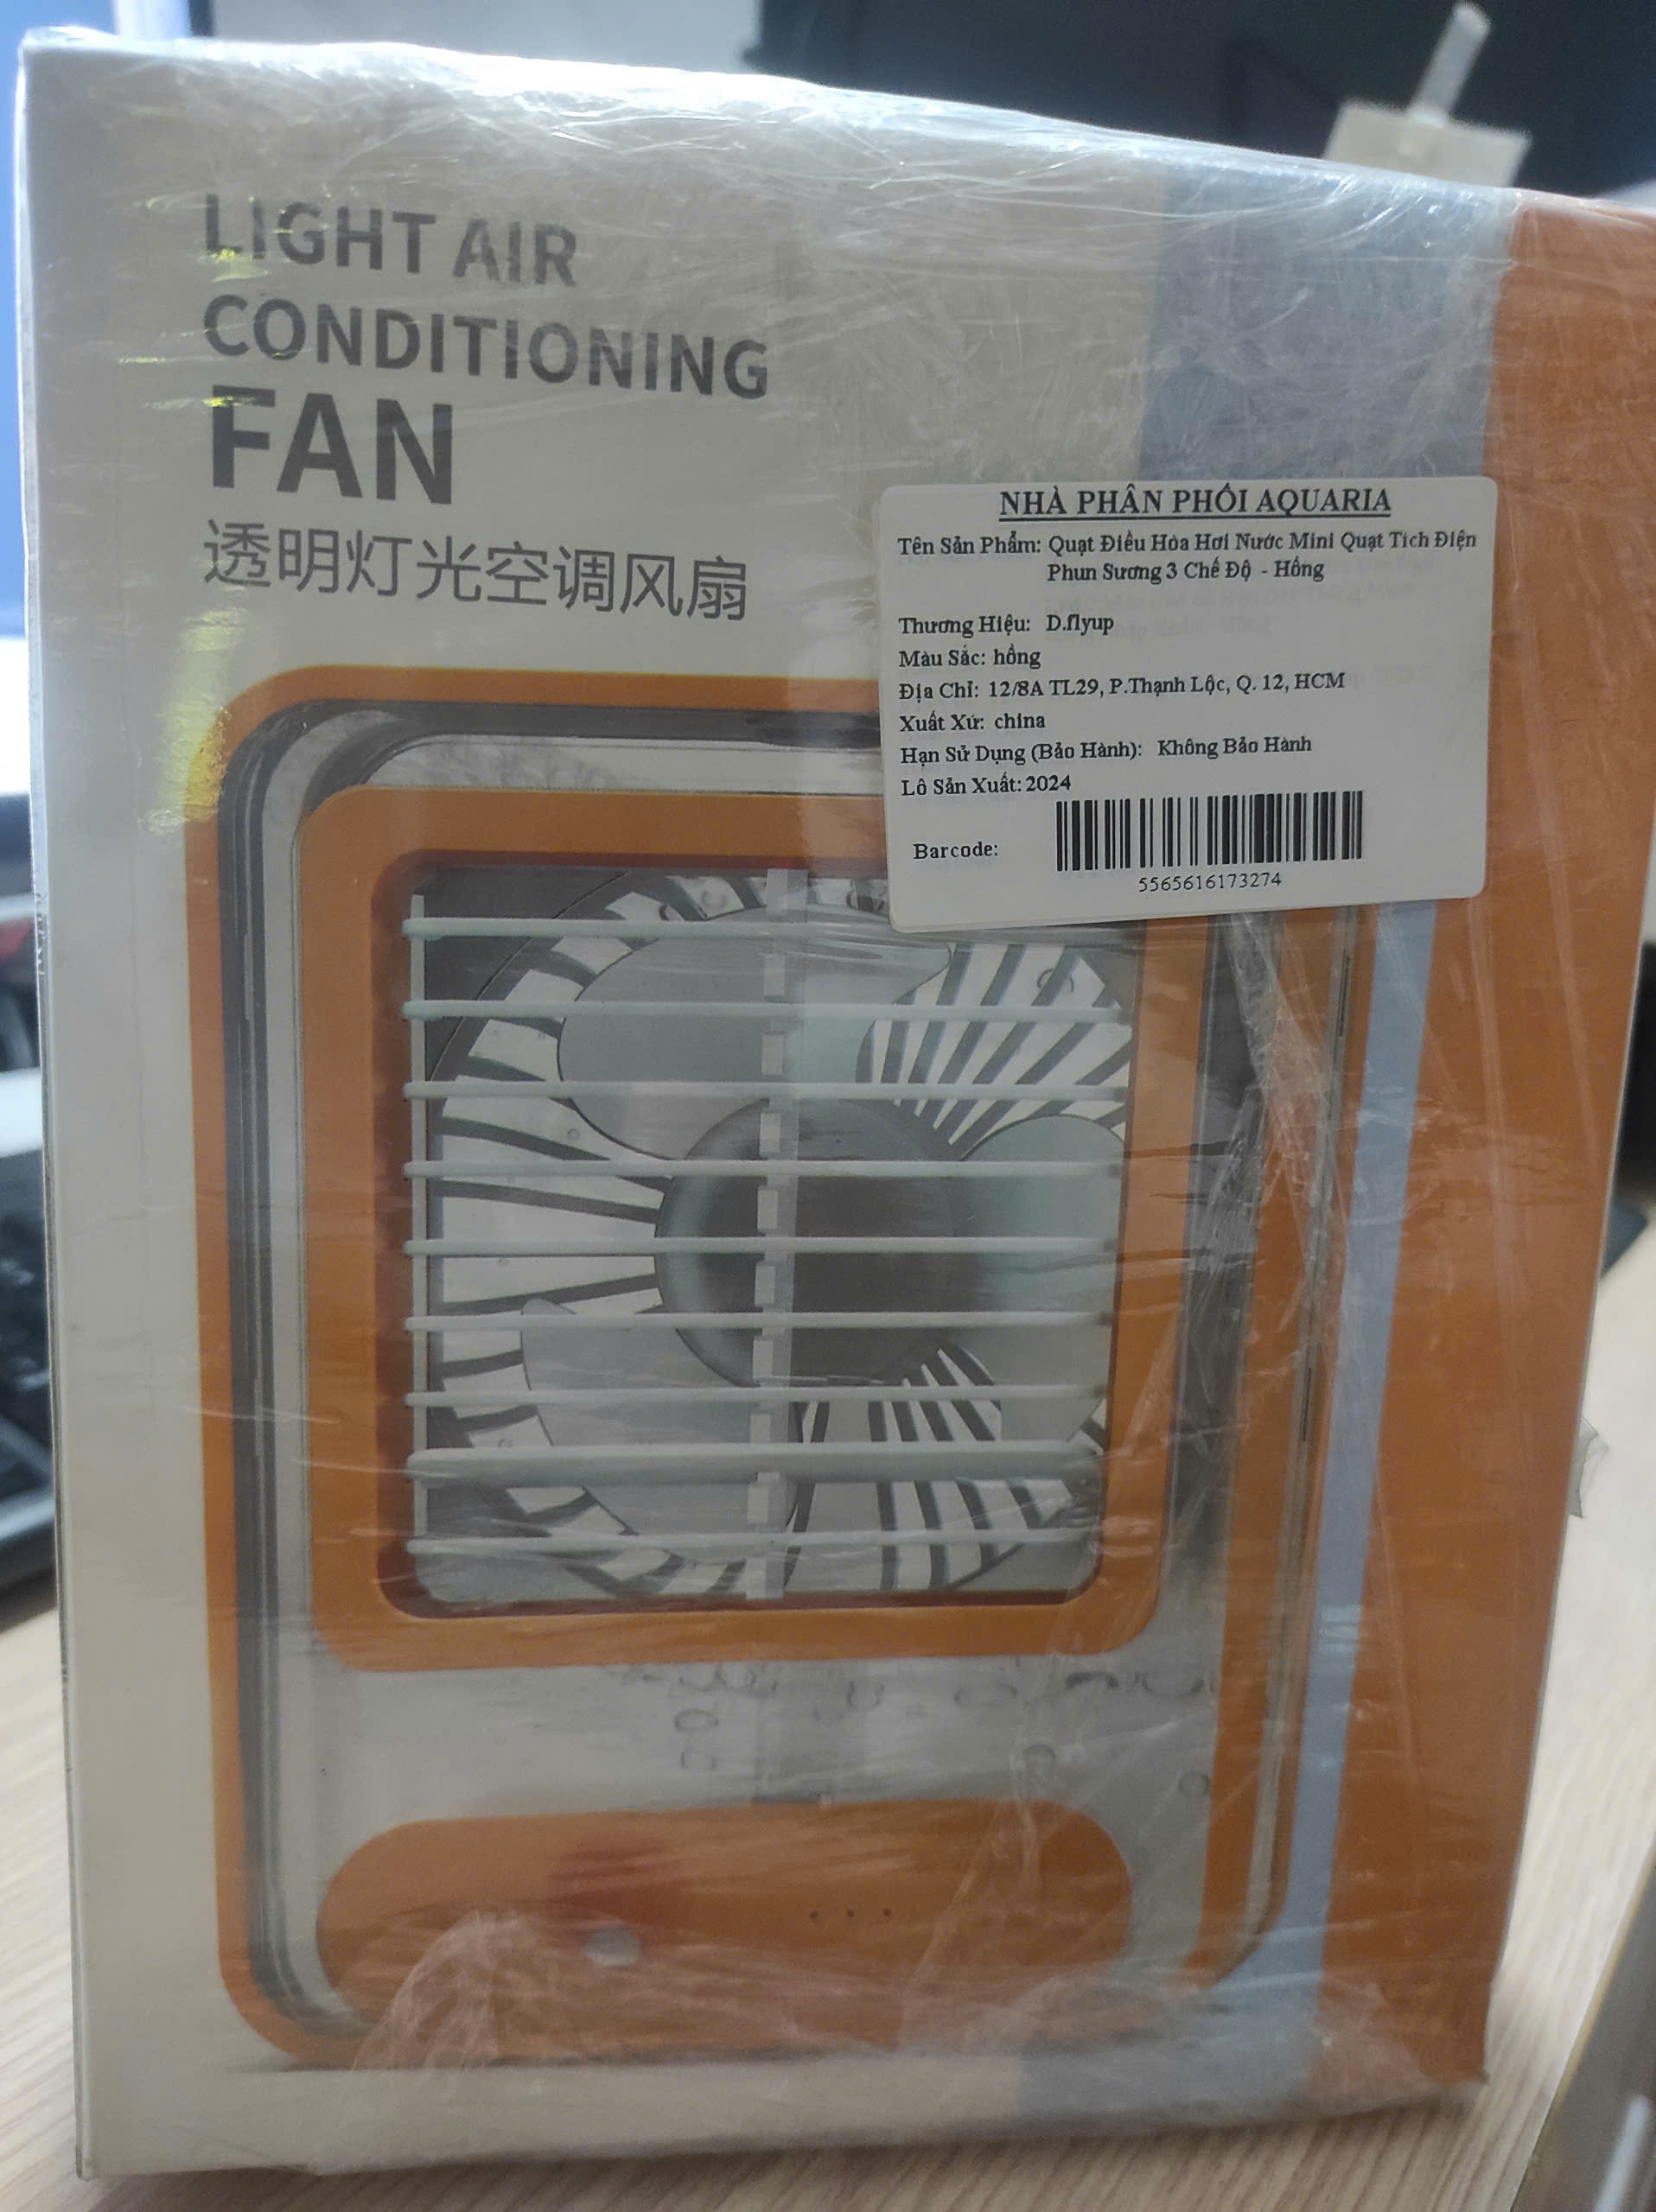 LIGHT AIR
CONDITIONING
FAN
透明灯光空调风扇
NHÀ PHÂN PHỐI AQUARIA
Tên Sản Phẩm: Quạt Điều Hòa Hơi Nước Mini Quạt Tích Điện
Phun Sương 3 Chế Độ - Hồng
Thương Hiệu: D.flyup
Màu Sắc: hồng
Địa Chỉ: 12/8A TL29, P.Thạnh Lộc, Q. 12, HCM
Xuất Xứ: china
Hạn Sử Dụng (Bảo Hành): Không Bảo Hành
Lô Sản Xuất: 2024
Barcode:
5565616173274